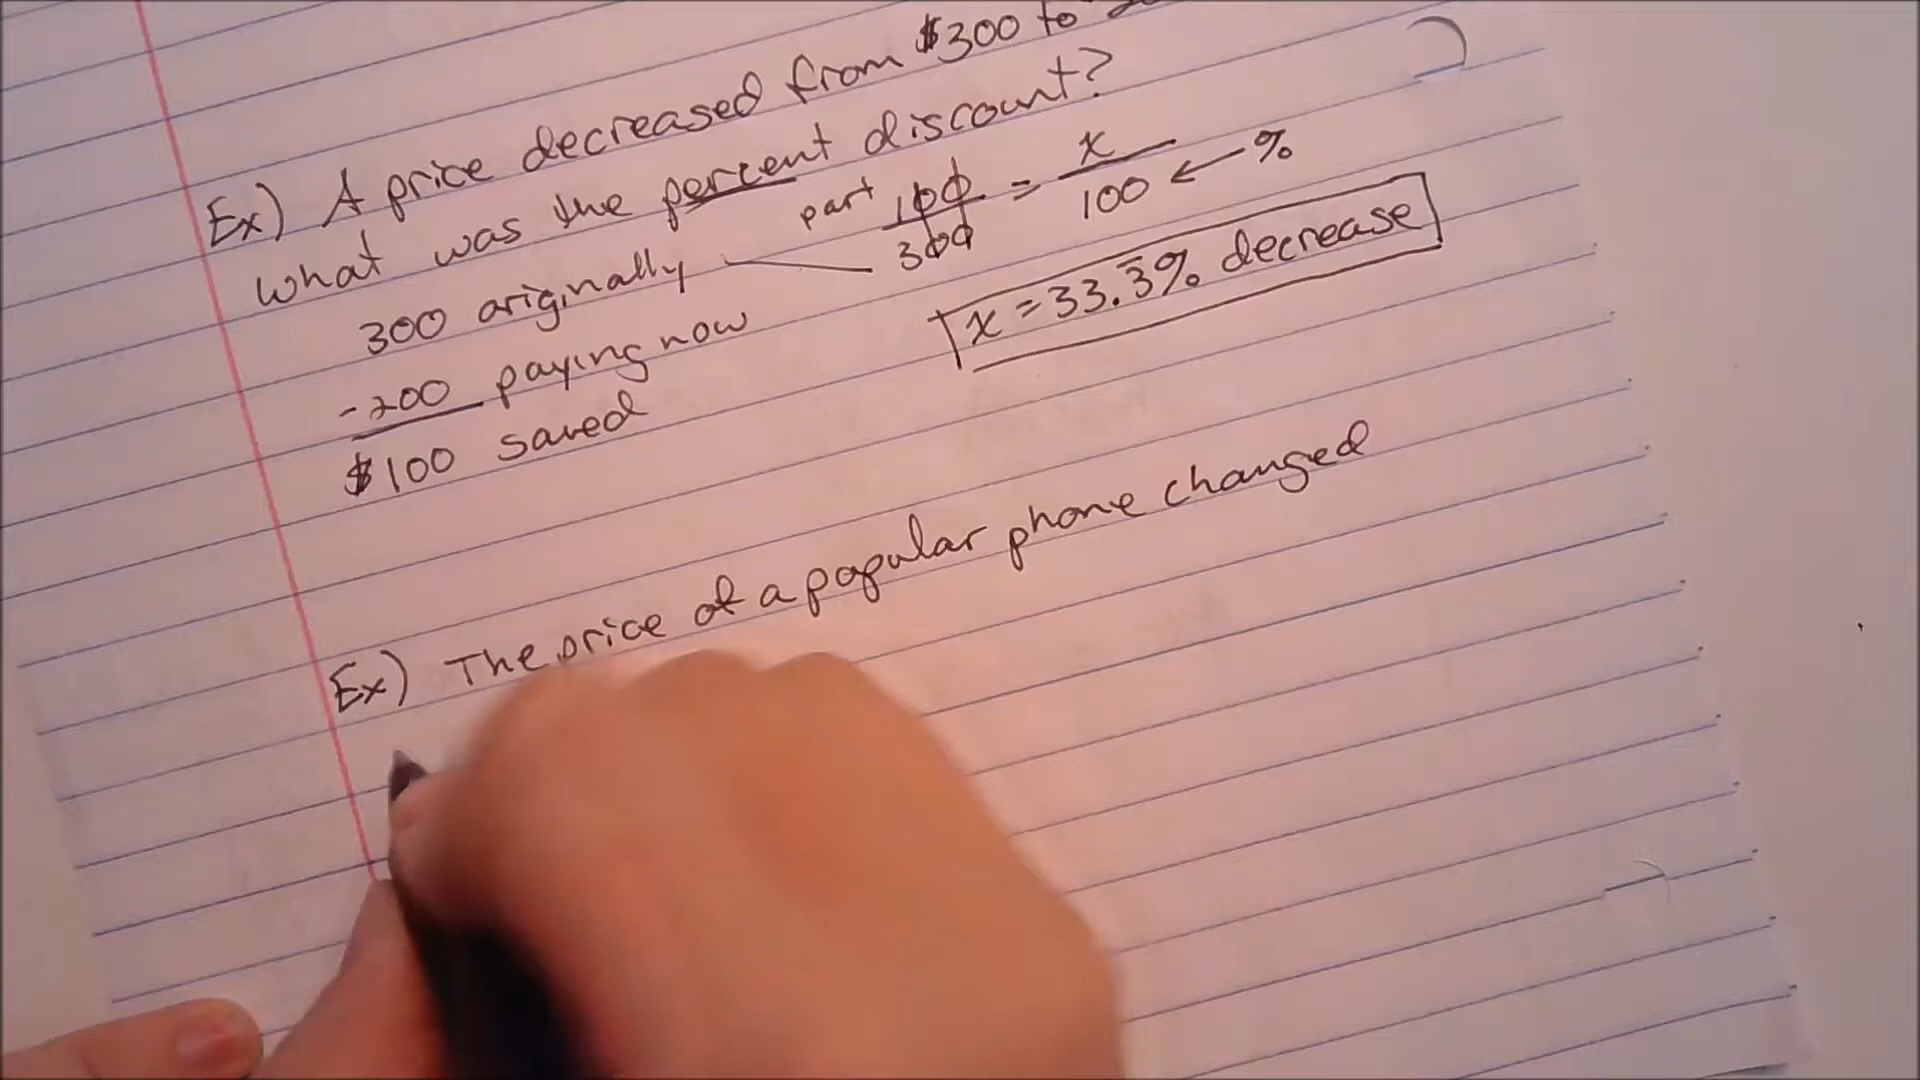 Ex) A price decreased from $300 to
What was the percent discount?
300 originally
-200 paying now
$100 saved
part 100/300 = x/100 ← %
x = 33.3̅% decrease
Ex) The price of a popular phone changed